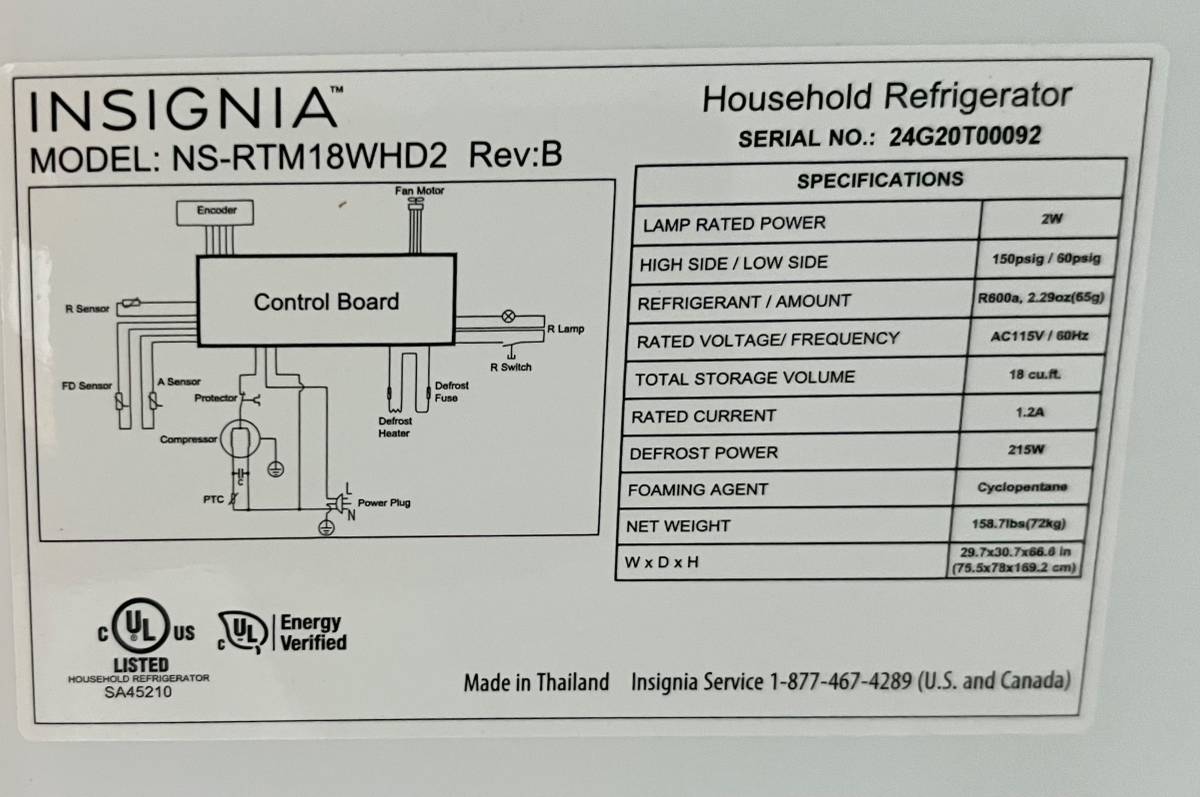 INSIGNIA™
MODEL: NS-RTM18WHD2 Rev:B
Household Refrigerator
SERIAL NO.: 24G20T00092
Encoder
Fan Motor
Control Board
R Sensor
R Lamp
R Switch
FD Sensor
A Sensor
Protector
Defrost
Fuse
Defrost
Heater
Compressor
C
PTC
L
Power Plug
N
SPECIFICATIONS
LAMP RATED POWER 2W
HIGH SIDE / LOW SIDE 150psig / 60psig
REFRIGERANT / AMOUNT R600a, 2.29oz(65g)
RATED VOLTAGE/ FREQUENCY AC115V / 60Hz
TOTAL STORAGE VOLUME 18 cu.ft.
RATED CURRENT 1.2A
DEFROST POWER 215W
FOAMING AGENT Cyclopentane
NET WEIGHT 158.7lbs(72kg)
W x D x H 29.7x30.7x66.6 in
(75.5x78x169.2 cm)
C UL ® US
LISTED
HOUSEHOLD REFRIGERATOR
SA45210
C UL Energy
Verified
Made in Thailand Insignia Service 1-877-467-4289 (U.S. and Canada)